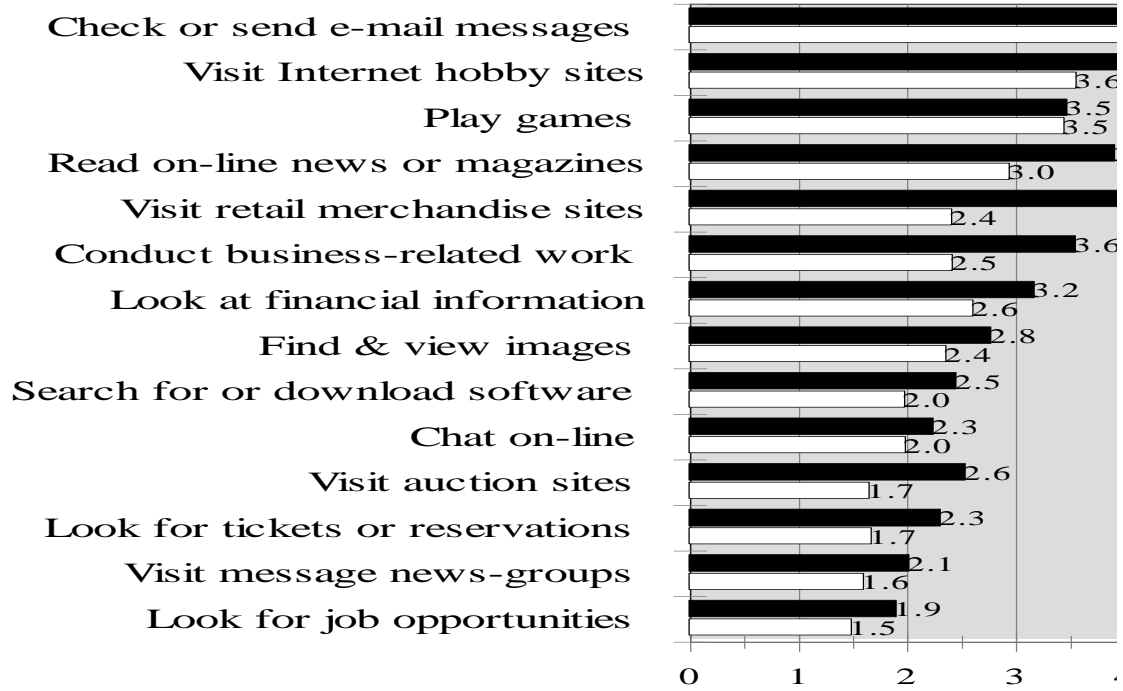 Check or send e-mail messages
Visit Internet hobby sites
3.6
Play games
3.5
3.5
Read on-line news or magazines
3.0
Visit retail merchandise sites
2.4
Conduct business-related work
3.6
2.5
Look at financial information
3.2
2.6
Find & view images
2.8
2.4
Search for or download software
2.5
2.0
Chat on-line
2.3
2.0
Visit auction sites
2.6
1.7
Look for tickets or reservations
2.3
1.7
Visit message news-groups
2.1
1.6
Look for job opportunities
1.9
1.5
0 1 2 3